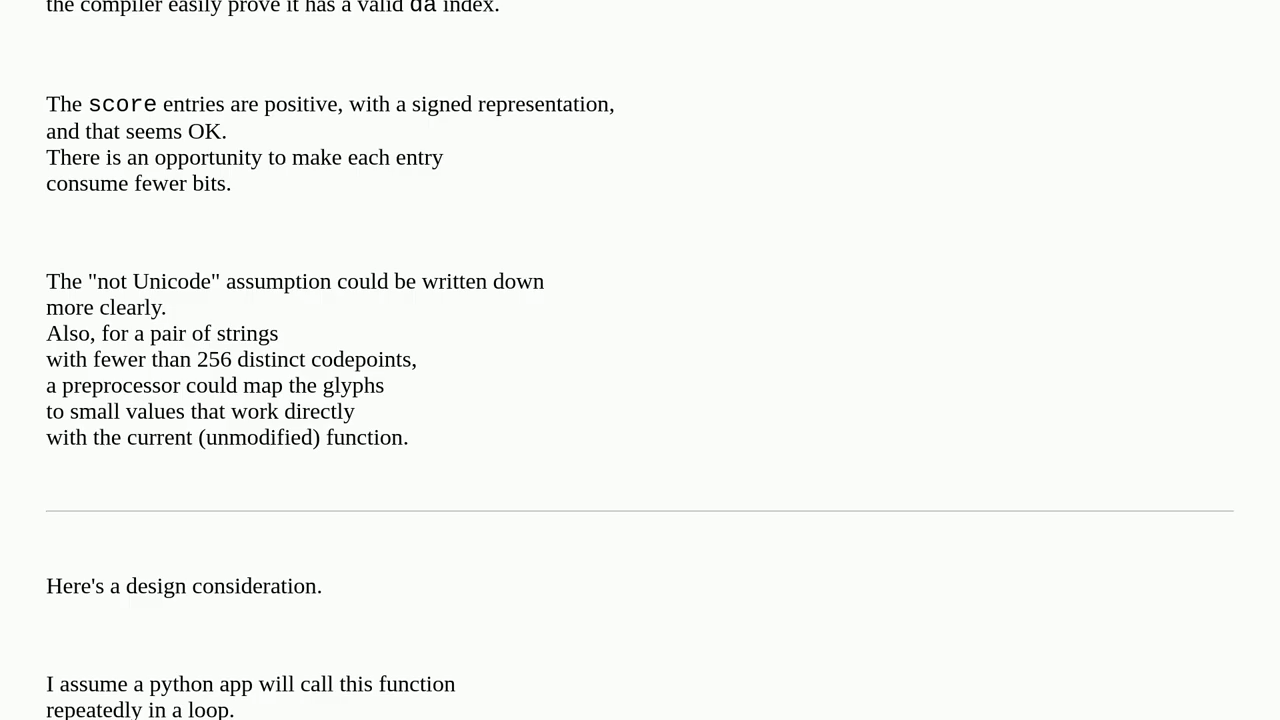 the compiler easily prove it has a valid da index.
The score entries are positive, with a signed representation,
and that seems OK.
There is an opportunity to make each entry
consume fewer bits.
The "not Unicode" assumption could be written down
more clearly.
Also, for a pair of strings
with fewer than 256 distinct codepoints,
a preprocessor could map the glyphs
to small values that work directly
with the current (unmodified) function.
Here's a design consideration.
I assume a python app will call this function
repeatedly in a loop.